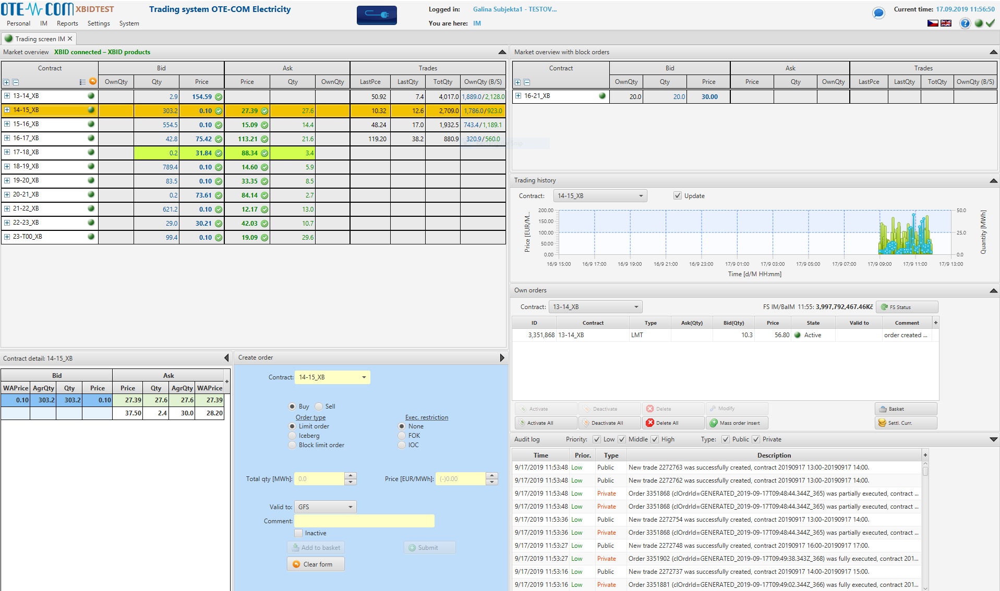 OTE-COM XBIDTEST
Trading system OTE-COM Electricity
Logged in: Galina Subjekta1 - TESTOV...
You are here: IM
Current time: 17.09.2019 11:56:50
Personal IM Reports Settings System
Trading screen IM
Market overview XBID connected – XBID products
Contract Bid Ask Trades
OwnQty Qty Price Price Qty OwnQty LastPce LastQty TotQty OwnQty (B/S)
13-14_XB 2.9 154.59 50.92 7.4 4,017.0 1,889.0/2,128.0
14-15_XB 303.2 0.10 27.39 27.6 10.32 12.6 2,709.0 1,786.0/923.0
15-16_XB 554.5 0.10 15.09 14.4 48.24 17.0 1,932.5 743.4/1,189.1
16-17_XB 42.8 75.42 113.21 21.6 119.20 38.2 880.9 320.9/560.0
17-18_XB 0.2 31.84 88.34 3.4
18-19_XB 789.4 0.10 14.60 5.9
19-20_XB 83.5 0.10 33.35 8.5
20-21_XB 0.2 73.61 84.14 2.7
21-22_XB 621.2 0.10 12.17 13.0
22-23_XB 29.0 30.21 42.03 10.7
23-T00_XB 99.4 0.10 19.09 29.6
Market overview with block orders
Contract Bid Ask Trades
OwnQty Qty Price Price Qty OwnQty LastPce LastQty TotQty OwnQty (B/S)
16-21_XB 20.0 20.0 30.00
Trading history
Contract: 14-15_XB Update
Price [EUR/M...
200.00
150.00
100.00
50.00
0.00
50.0
25.0
0.0
Quantity [MWh]
16/9 15:00 16/9 17:00 16/9 19:00 16/9 21:00 16/9 23:00 17/9 01:00 17/9 03:00 17/9 05:00 17/9 07:00 17/9 09:00 17/9 11:00 17/9 13:00
Time [d/M HH:mm]
Own orders
Contract: 13-14_XB FS IM/BalM 11:55: 3,997,792,467.46Kč FS Status
ID Contract Type Ask(Qty) Bid(Qty) Price State Valid to Comment
3,351,868 13-14_XB LMT 10.3 56.80 Active order created ...
Activate Deactivate Delete Modify Basket
Activate All Deactivate All Delete All Mass order insert Settl. Curr.
Contract detail: 14-15_XB
Bid Ask
WAPrice AgrQty Qty Price Price Qty AgrQty WAPrice
0.10 303.2 303.2 0.10 27.39 27.6 27.6 27.39
37.50 2.4 30.0 28.20
Create order
Contract: 14-15_XB
Buy Sell
Order type Exec. restriction
Limit order None
Iceberg FOK
Block limit order IOC
Total qty [MWh]: 0.0 Price [EUR/MWh]: (-)0.00
Valid to: GFS
Comment:
Inactive
Add to basket Submit
Clear form
Audit log Priority: Low Middle High Type: Public Private
Time Prior. Type Description
9/17/2019 11:53:48 Low Public New trade 2272763 was successfully created, contract 20190917 13:00-20190917 14:00.
9/17/2019 11:53:48 Low Public New trade 2272762 was successfully created, contract 20190917 13:00-20190917 14:00.
9/17/2019 11:53:48 Low Private Order 3351868 (clOrdrId=GENERATED_2019-09-17T09:48:44.344Z_365) was partially executed, contract ...
9/17/2019 11:53:48 Low Private Order 3351868 (clOrdrId=GENERATED_2019-09-17T09:48:44.344Z_365) was partially executed, contract ...
9/17/2019 11:53:36 Low Public New trade 2272754 was successfully created, contract 20190917 13:00-20190917 14:00.
9/17/2019 11:53:36 Low Private Order 3351868 (clOrdrId=GENERATED_2019-09-17T09:48:44.344Z_365) was partially executed, contract ...
9/17/2019 11:53:27 Low Public New trade 2272748 was successfully created, contract 20190917 16:00-20190917 17:00.
9/17/2019 11:53:27 Low Private Order 3351902 (clOrdrId=GENERATED_2019-09-17T09:49:38.343Z_368) was fully executed, contract 201...
9/17/2019 11:53:16 Low Public New trade 2272737 was successfully created, contract 20190917 14:00-20190917 15:00.
9/17/2019 11:53:16 Low Private Order 3351881 (clOrdrId=GENERATED_2019-09-17T09:49:02.344Z_366) was fully executed, contract 201...